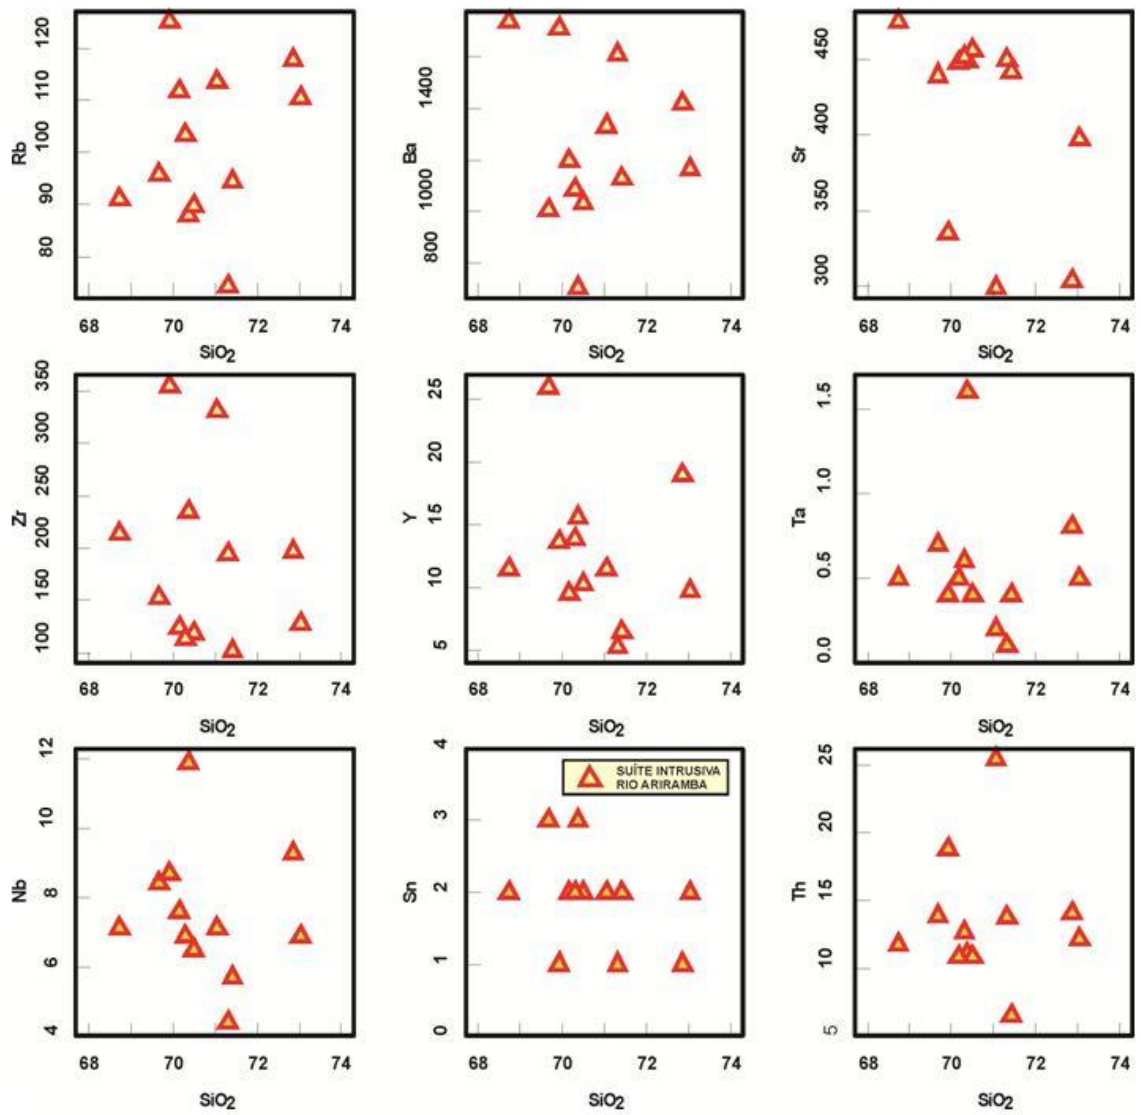 Rb
120
110
100
90
80
68 70 72 74
SiO2
Ba
1400
1000
800
68 70 72 74
SiO2
Sr
450
400
350
300
68 70 72 74
SiO2
Zr
350
300
250
200
150
100
68 70 72 74
SiO2
Y
25
20
15
10
5
68 70 72 74
SiO2
Ta
1.5
1.0
0.5
0.0
68 70 72 74
SiO2
Nb
12
10
8
6
4
68 70 72 74
SiO2
Sn
4
3
2
1
0
SUÍTE INTRUSIVA
RIO ARIRAMBA
68 70 72 74
SiO2
Th
25
20
15
10
5
68 70 72 74
SiO2